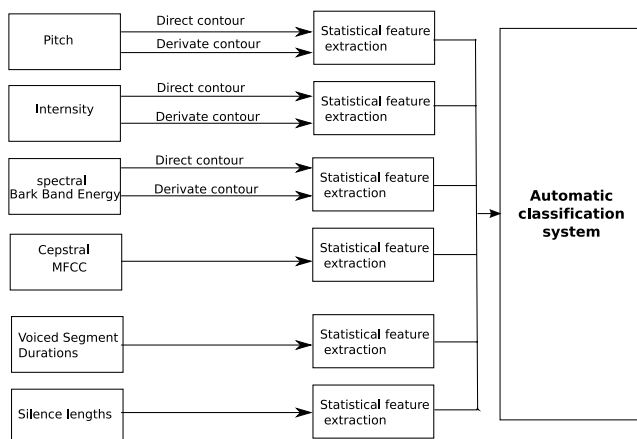 Pitch
Direct contour
Derivate contour
Statistical feature
extraction
Internsity
Direct contour
Derivate contour
Statistical feature
extraction
spectral
Bark Band Energy
Direct contour
Derivate contour
Statistical feature
extraction
Cepstral
MFCC
Statistical feature
extraction
Voiced Segment
Durations
Statistical feature
extraction
Silence lengths
Statistical feature
extraction
Automatic
classification
system